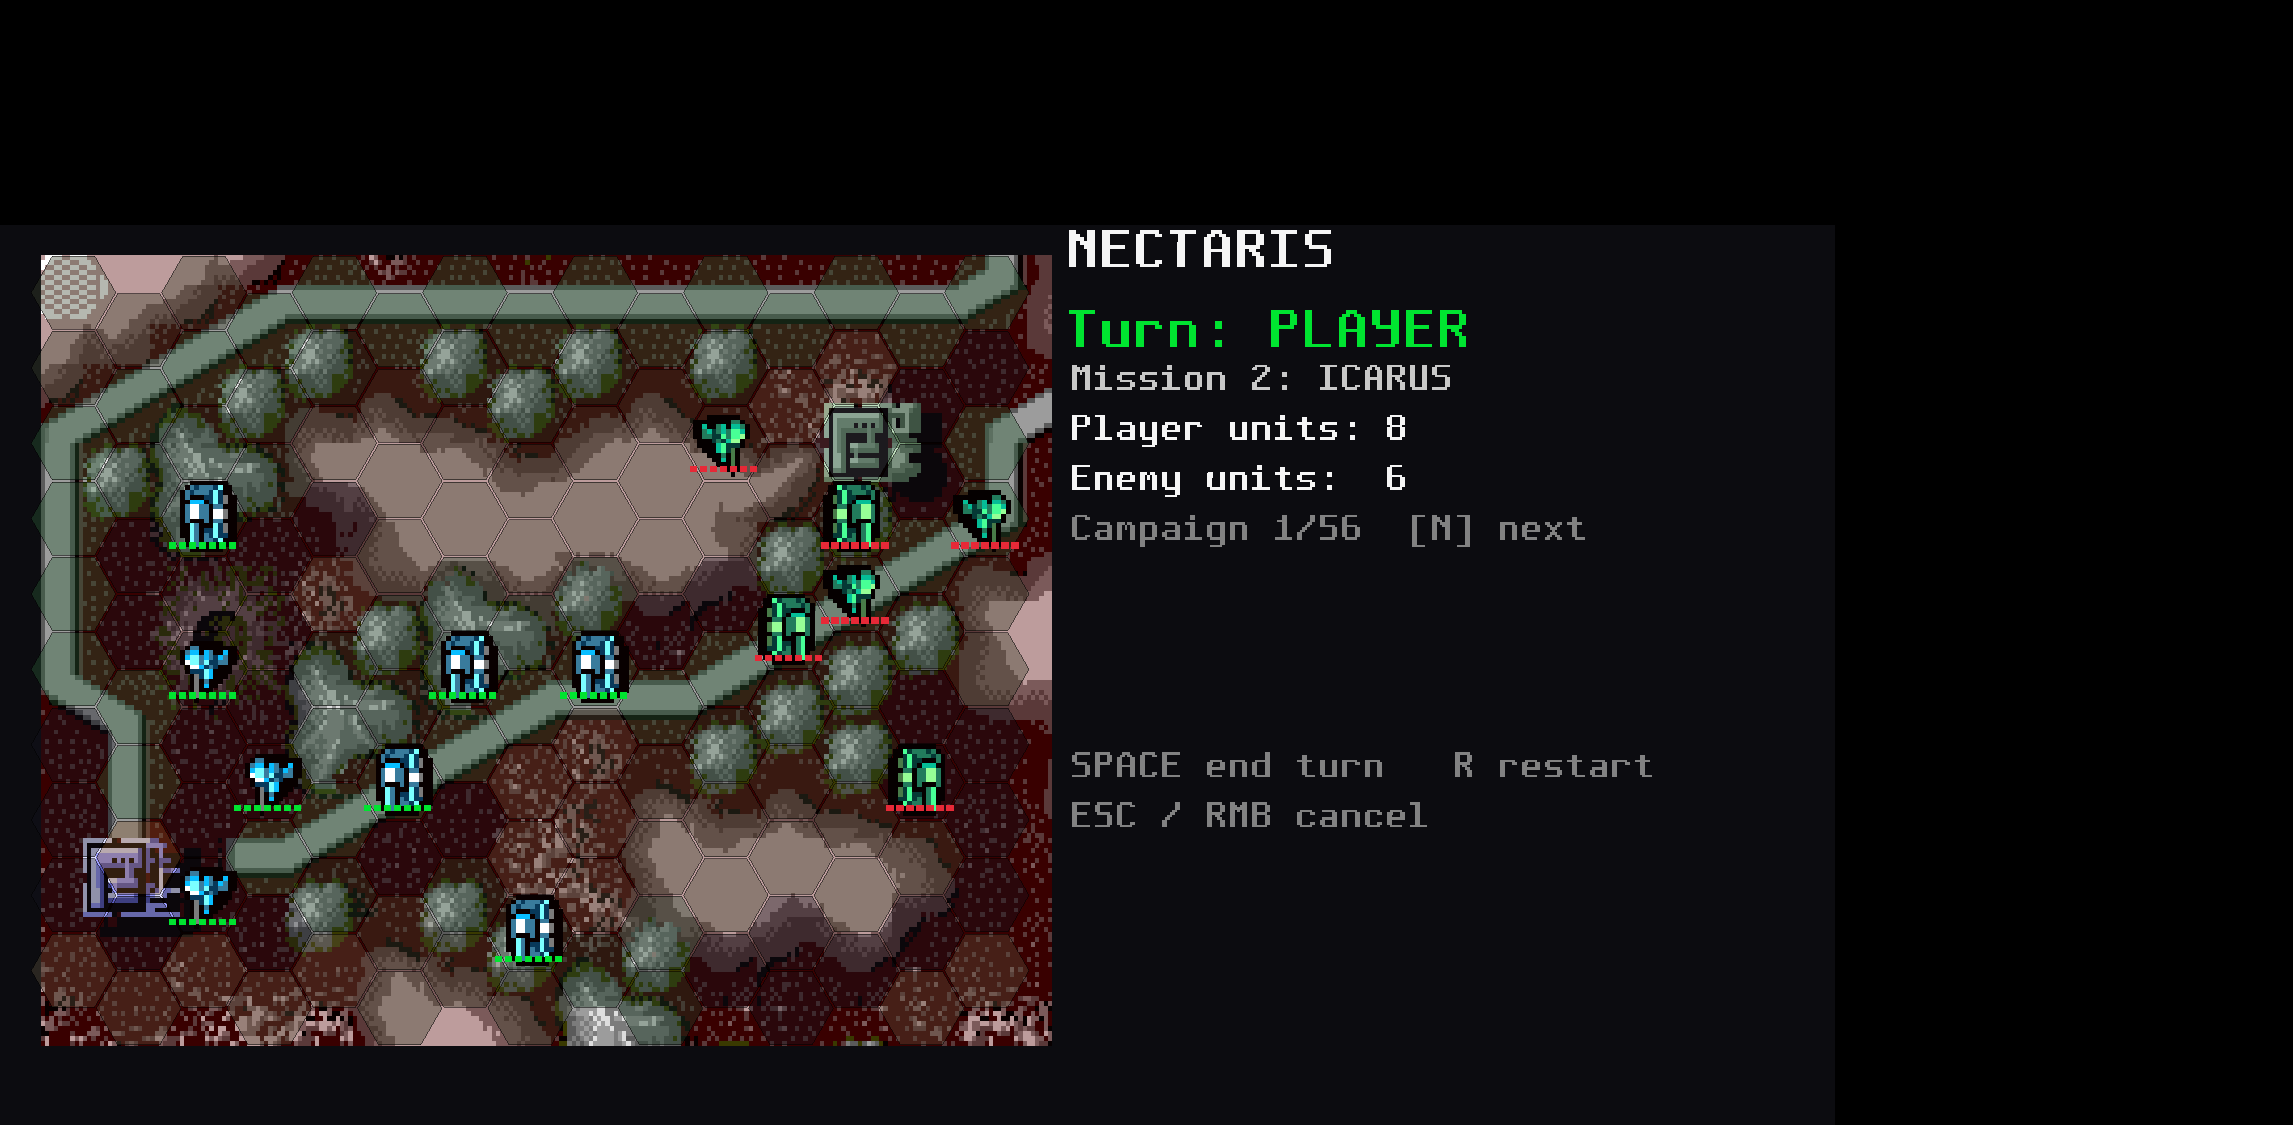 NECTARIS
Turn: PLAYER
Mission 2: ICARUS
Player units: 8
Enemy units:  6
Campaign 1/56  [N] next
SPACE end turn   R restart
ESC / RMB cancel